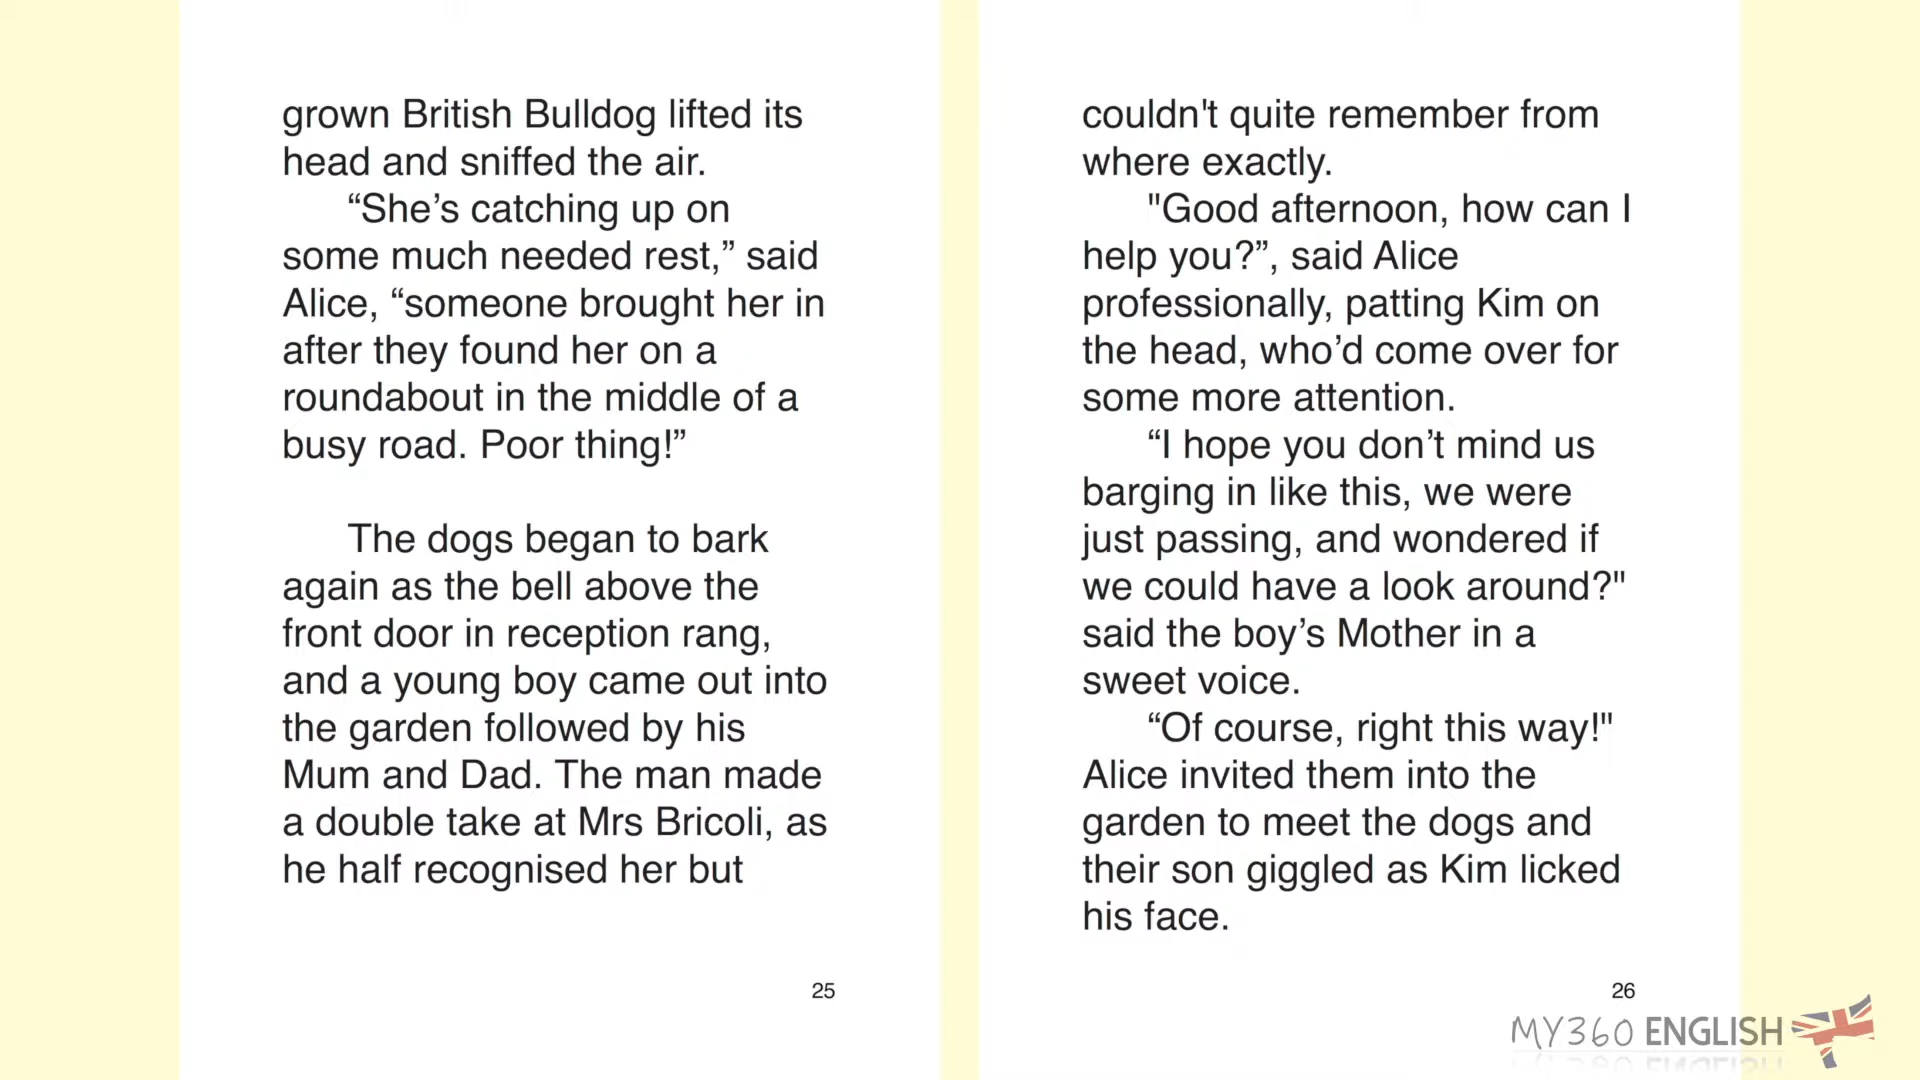 grown British Bulldog lifted its
head and sniffed the air.
“She’s catching up on
some much needed rest,” said
Alice, “someone brought her in
after they found her on a
roundabout in the middle of a
busy road. Poor thing!”
The dogs began to bark
again as the bell above the
front door in reception rang,
and a young boy came out into
the garden followed by his
Mum and Dad. The man made
a double take at Mrs Bricoli, as
he half recognised her but
25
couldn't quite remember from
where exactly.
"Good afternoon, how can I
help you?”, said Alice
professionally, patting Kim on
the head, who’d come over for
some more attention.
“I hope you don’t mind us
barging in like this, we were
just passing, and wondered if
we could have a look around?"
said the boy’s Mother in a
sweet voice.
“Of course, right this way!"
Alice invited them into the
garden to meet the dogs and
their son giggled as Kim licked
his face.
26
MY360 ENGLISH